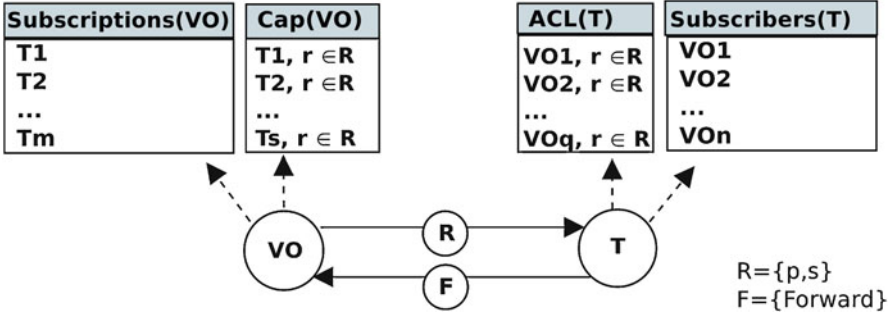 Subscriptions(VO)
T1
T2
...
Tm
Cap(VO)
T1, r ∈R
T2, r ∈R
...
Ts, r ∈ R
ACL(T)
VO1, r ∈R
VO2, r ∈R
...
VOq, r ∈ R
Subscribers(T)
VO1
VO2
...
VOn
VO
R
T
F
R={p,s}
F={Forward}